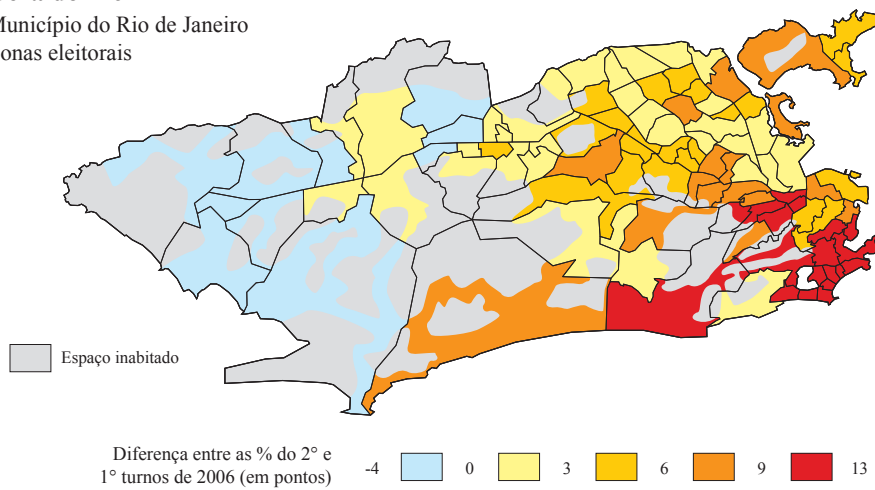 Município do Rio de Janeiro
onas eleitorais
Espaço inabitado
Diferença entre as % do 2° e
1° turnos de 2006 (em pontos)
-4 0 3 6 9 13